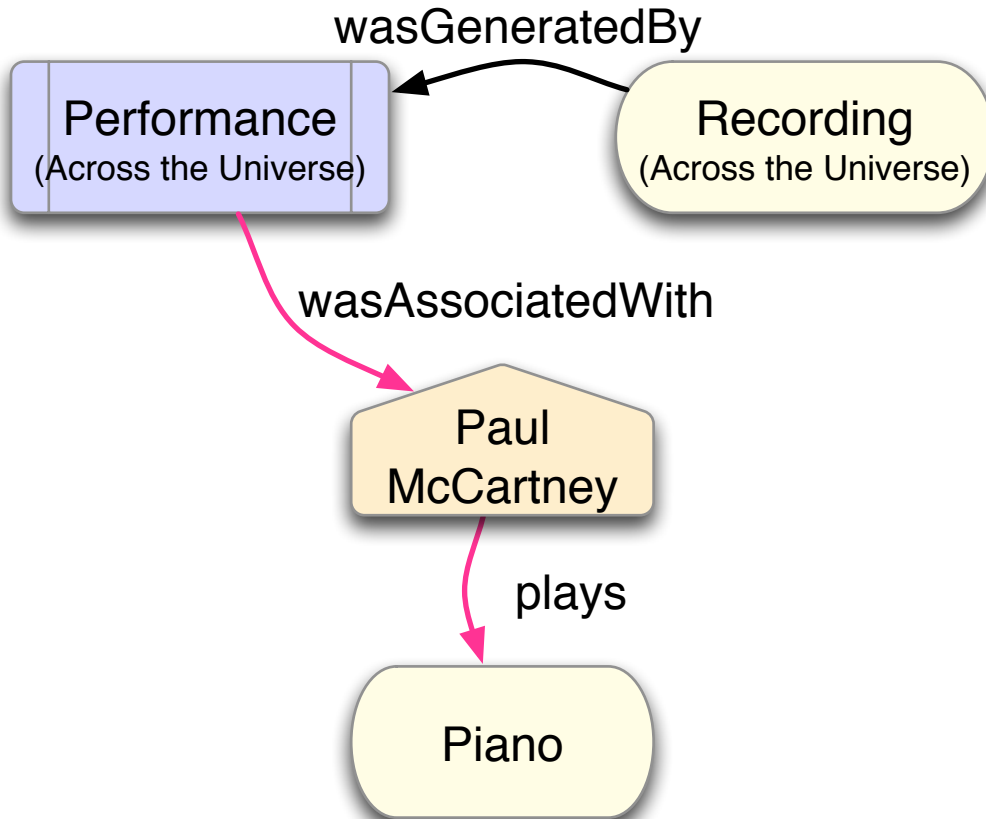 wasGeneratedBy
Performance
(Across the Universe)
Recording
(Across the Universe)
wasAssociatedWith
Paul
McCartney
plays
Piano